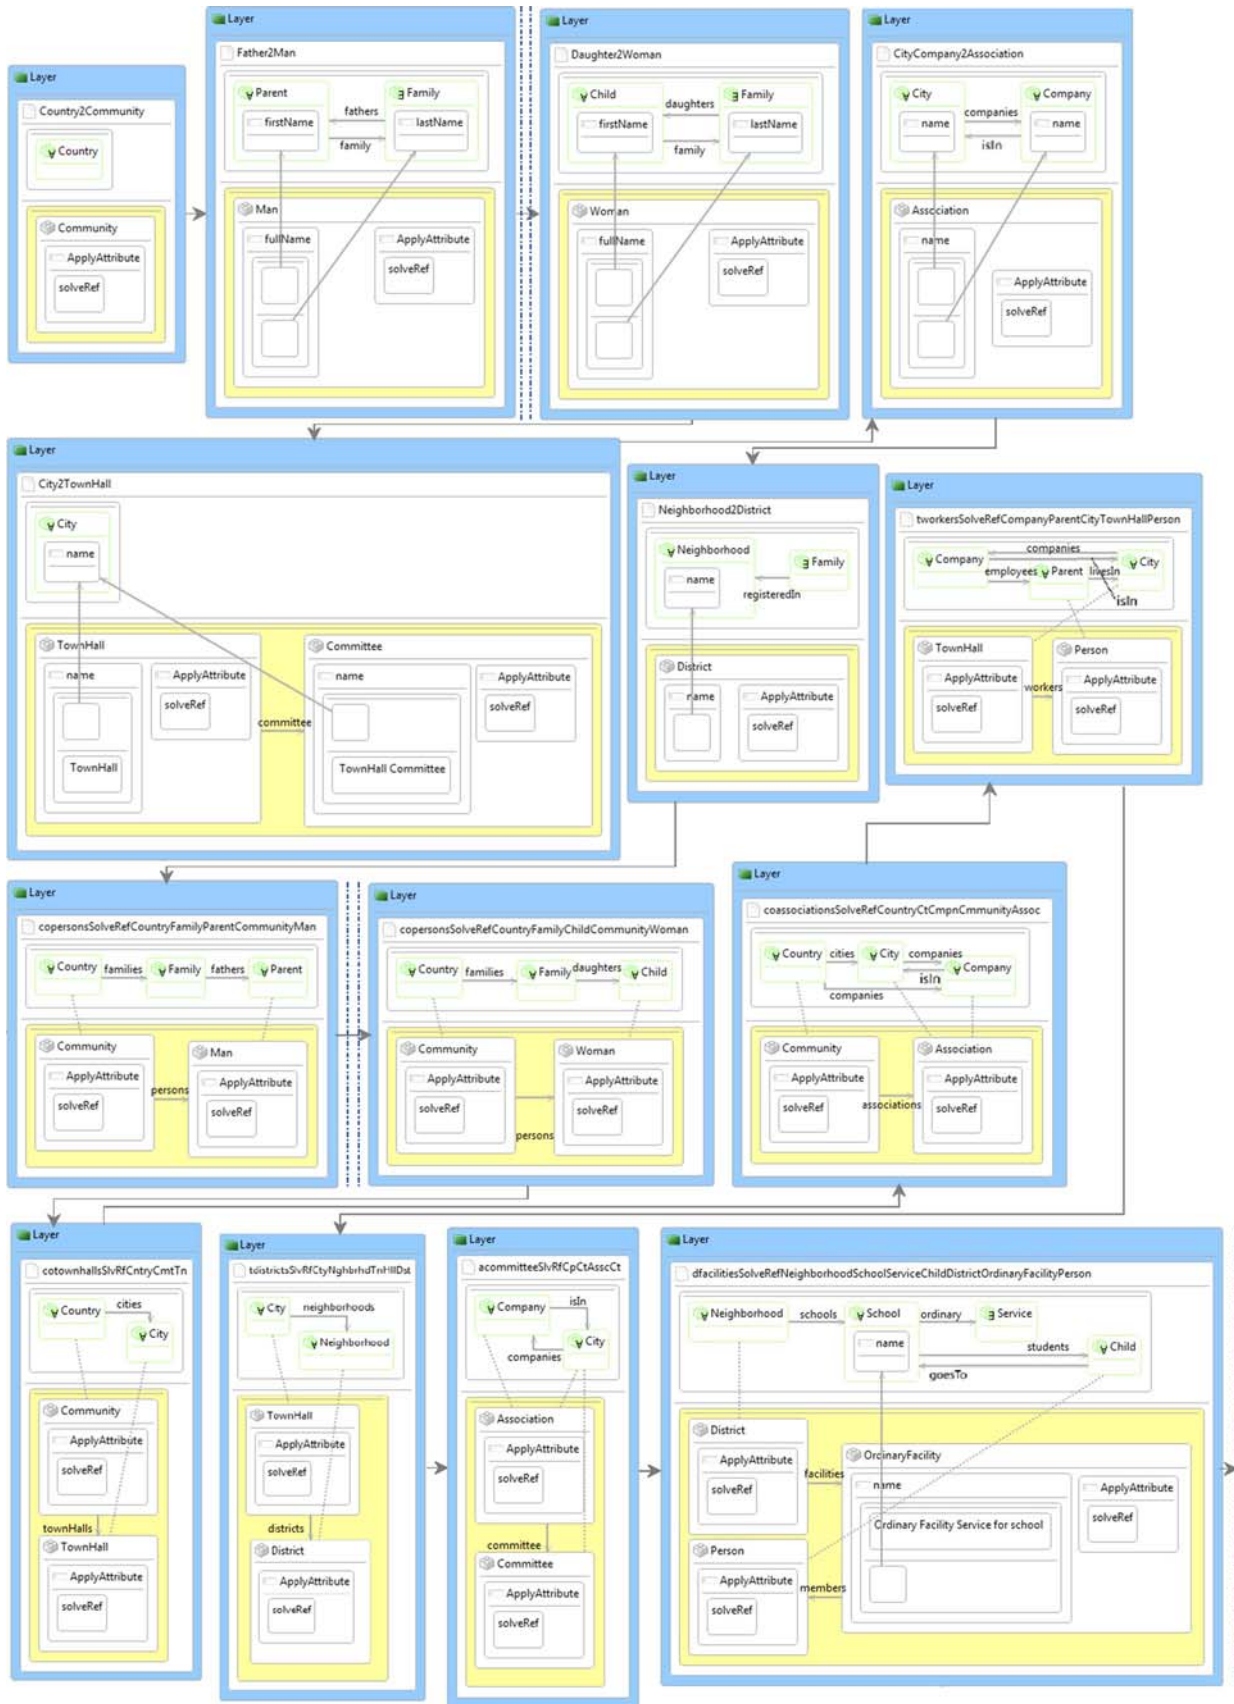 Layer
Country2Community
Country
Community
ApplyAttribute
solveRef
Layer
Father2Man
Parent
fathers
Family
firstName
lastName
family
Man
fullName
ApplyAttribute
solveRef
Layer
Daughter2Woman
Child
daughters
Family
firstName
lastName
family
Woman
fullName
ApplyAttribute
solveRef
Layer
CityCompany2Association
City
Company
companies
name
name
isIn
Association
name
ApplyAttribute
solveRef
Layer
City2TownHall
City
name
TownHall
name
ApplyAttribute
solveRef
TownHall
committee
Committee
name
ApplyAttribute
solveRef
TownHall Committee
Layer
Neighborhood2District
Neighborhood
Family
name
registeredIn
District
name
ApplyAttribute
solveRef
Layer
tworkersSolveRefCompanyParentCityTownHallPerson
companies
Company
City
employees
Parent
livesIn
isIn
TownHall
ApplyAttribute
solveRef
workers
Person
ApplyAttribute
solveRef
Layer
copersonsSolveRefCountryFamilyParentCommunityMan
Country
families
Family
fathers
Parent
Community
ApplyAttribute
solveRef
persons
Man
ApplyAttribute
solveRef
Layer
copersonsSolveRefCountryFamilyChildCommunityWoman
Country
families
Family
daughters
Child
Community
ApplyAttribute
solveRef
persons
Woman
ApplyAttribute
solveRef
Layer
coassociationsSolveRefCountryCtCmpnCmmunityAssoc
Country
cities
City
companies
Company
isIn
companies
Community
ApplyAttribute
solveRef
associations
Association
ApplyAttribute
solveRef
Layer
cotownhallsSlvRfCntryCmtTn
Country
cities
City
Community
ApplyAttribute
solveRef
townHalls
TownHall
ApplyAttribute
solveRef
Layer
tdistrictsSlvRfCtyNghbrhdTnHllDst
City
neighborhoods
Neighborhood
TownHall
ApplyAttribute
solveRef
districts
District
ApplyAttribute
solveRef
Layer
acommitteeSlvRfCpCtAsscCt
isIn
Company
City
companies
Association
ApplyAttribute
solveRef
committee
Committee
ApplyAttribute
solveRef
Layer
dfacilitiesSolveRefNeighborhoodSchoolServiceChildDistrictOrdinaryFacilityPerson
Neighborhood
schools
School
ordinary
Service
name
students
Child
goesTo
District
ApplyAttribute
solveRef
facilities
OrdinaryFacility
name
ApplyAttribute
solveRef
Ordinary Facility Service for school
Person
ApplyAttribute
solveRef
members